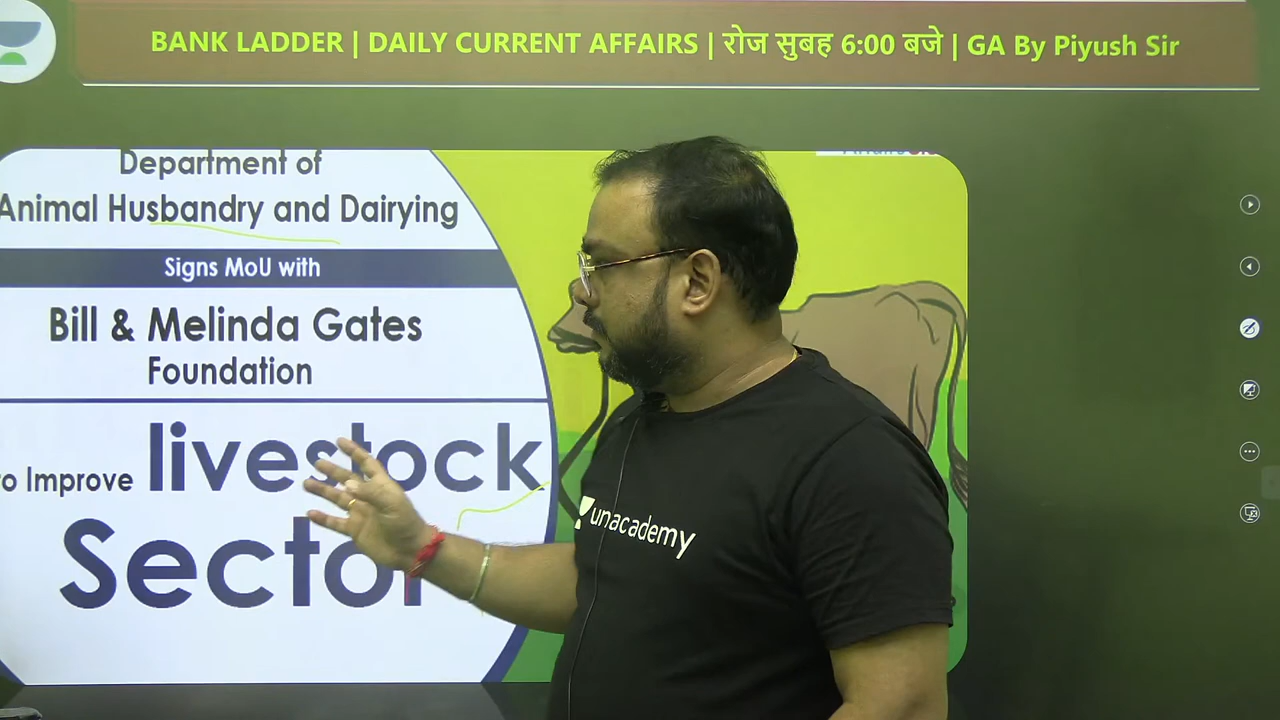 BANK LADDER | DAILY CURRENT AFFAIRS | रोज सुबह 6:00 बजे | GA By Piyush Sir
Department of
Animal Husbandry and Dairying
Signs MoU with
Bill & Melinda Gates
Foundation
to Improve livestock
Sector
unacademy